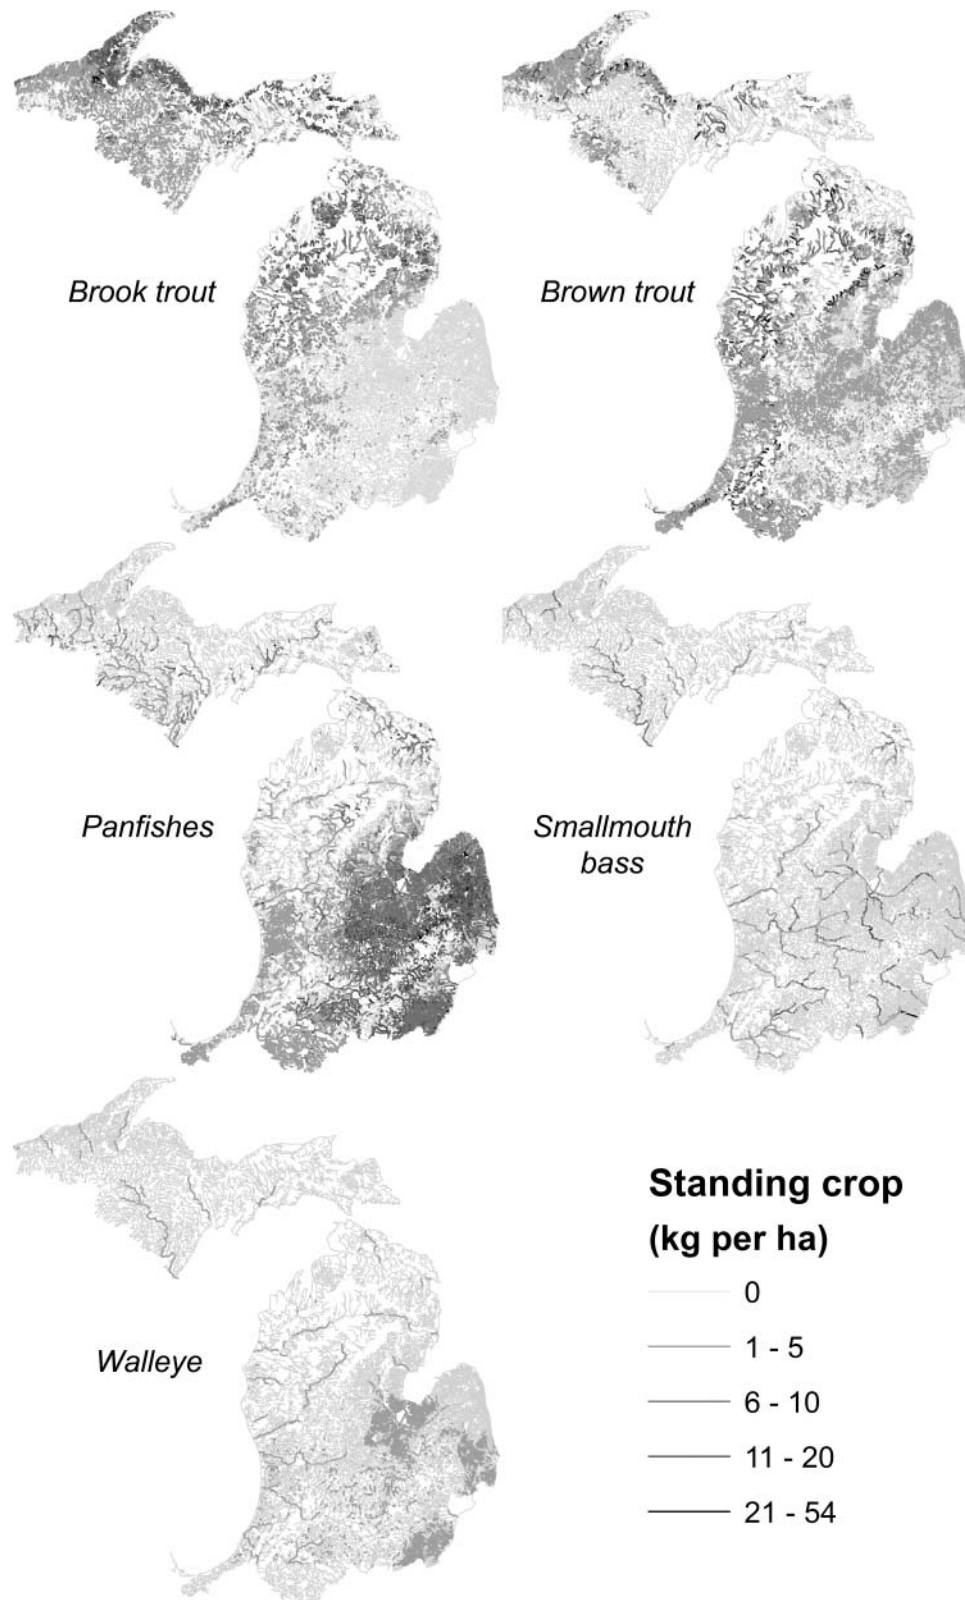 Brook trout
Brown trout
Panfishes
Smallmouth
bass
Walleye
Standing crop
(kg per ha)
0
1 - 5
6 - 10
11 - 20
21 - 54